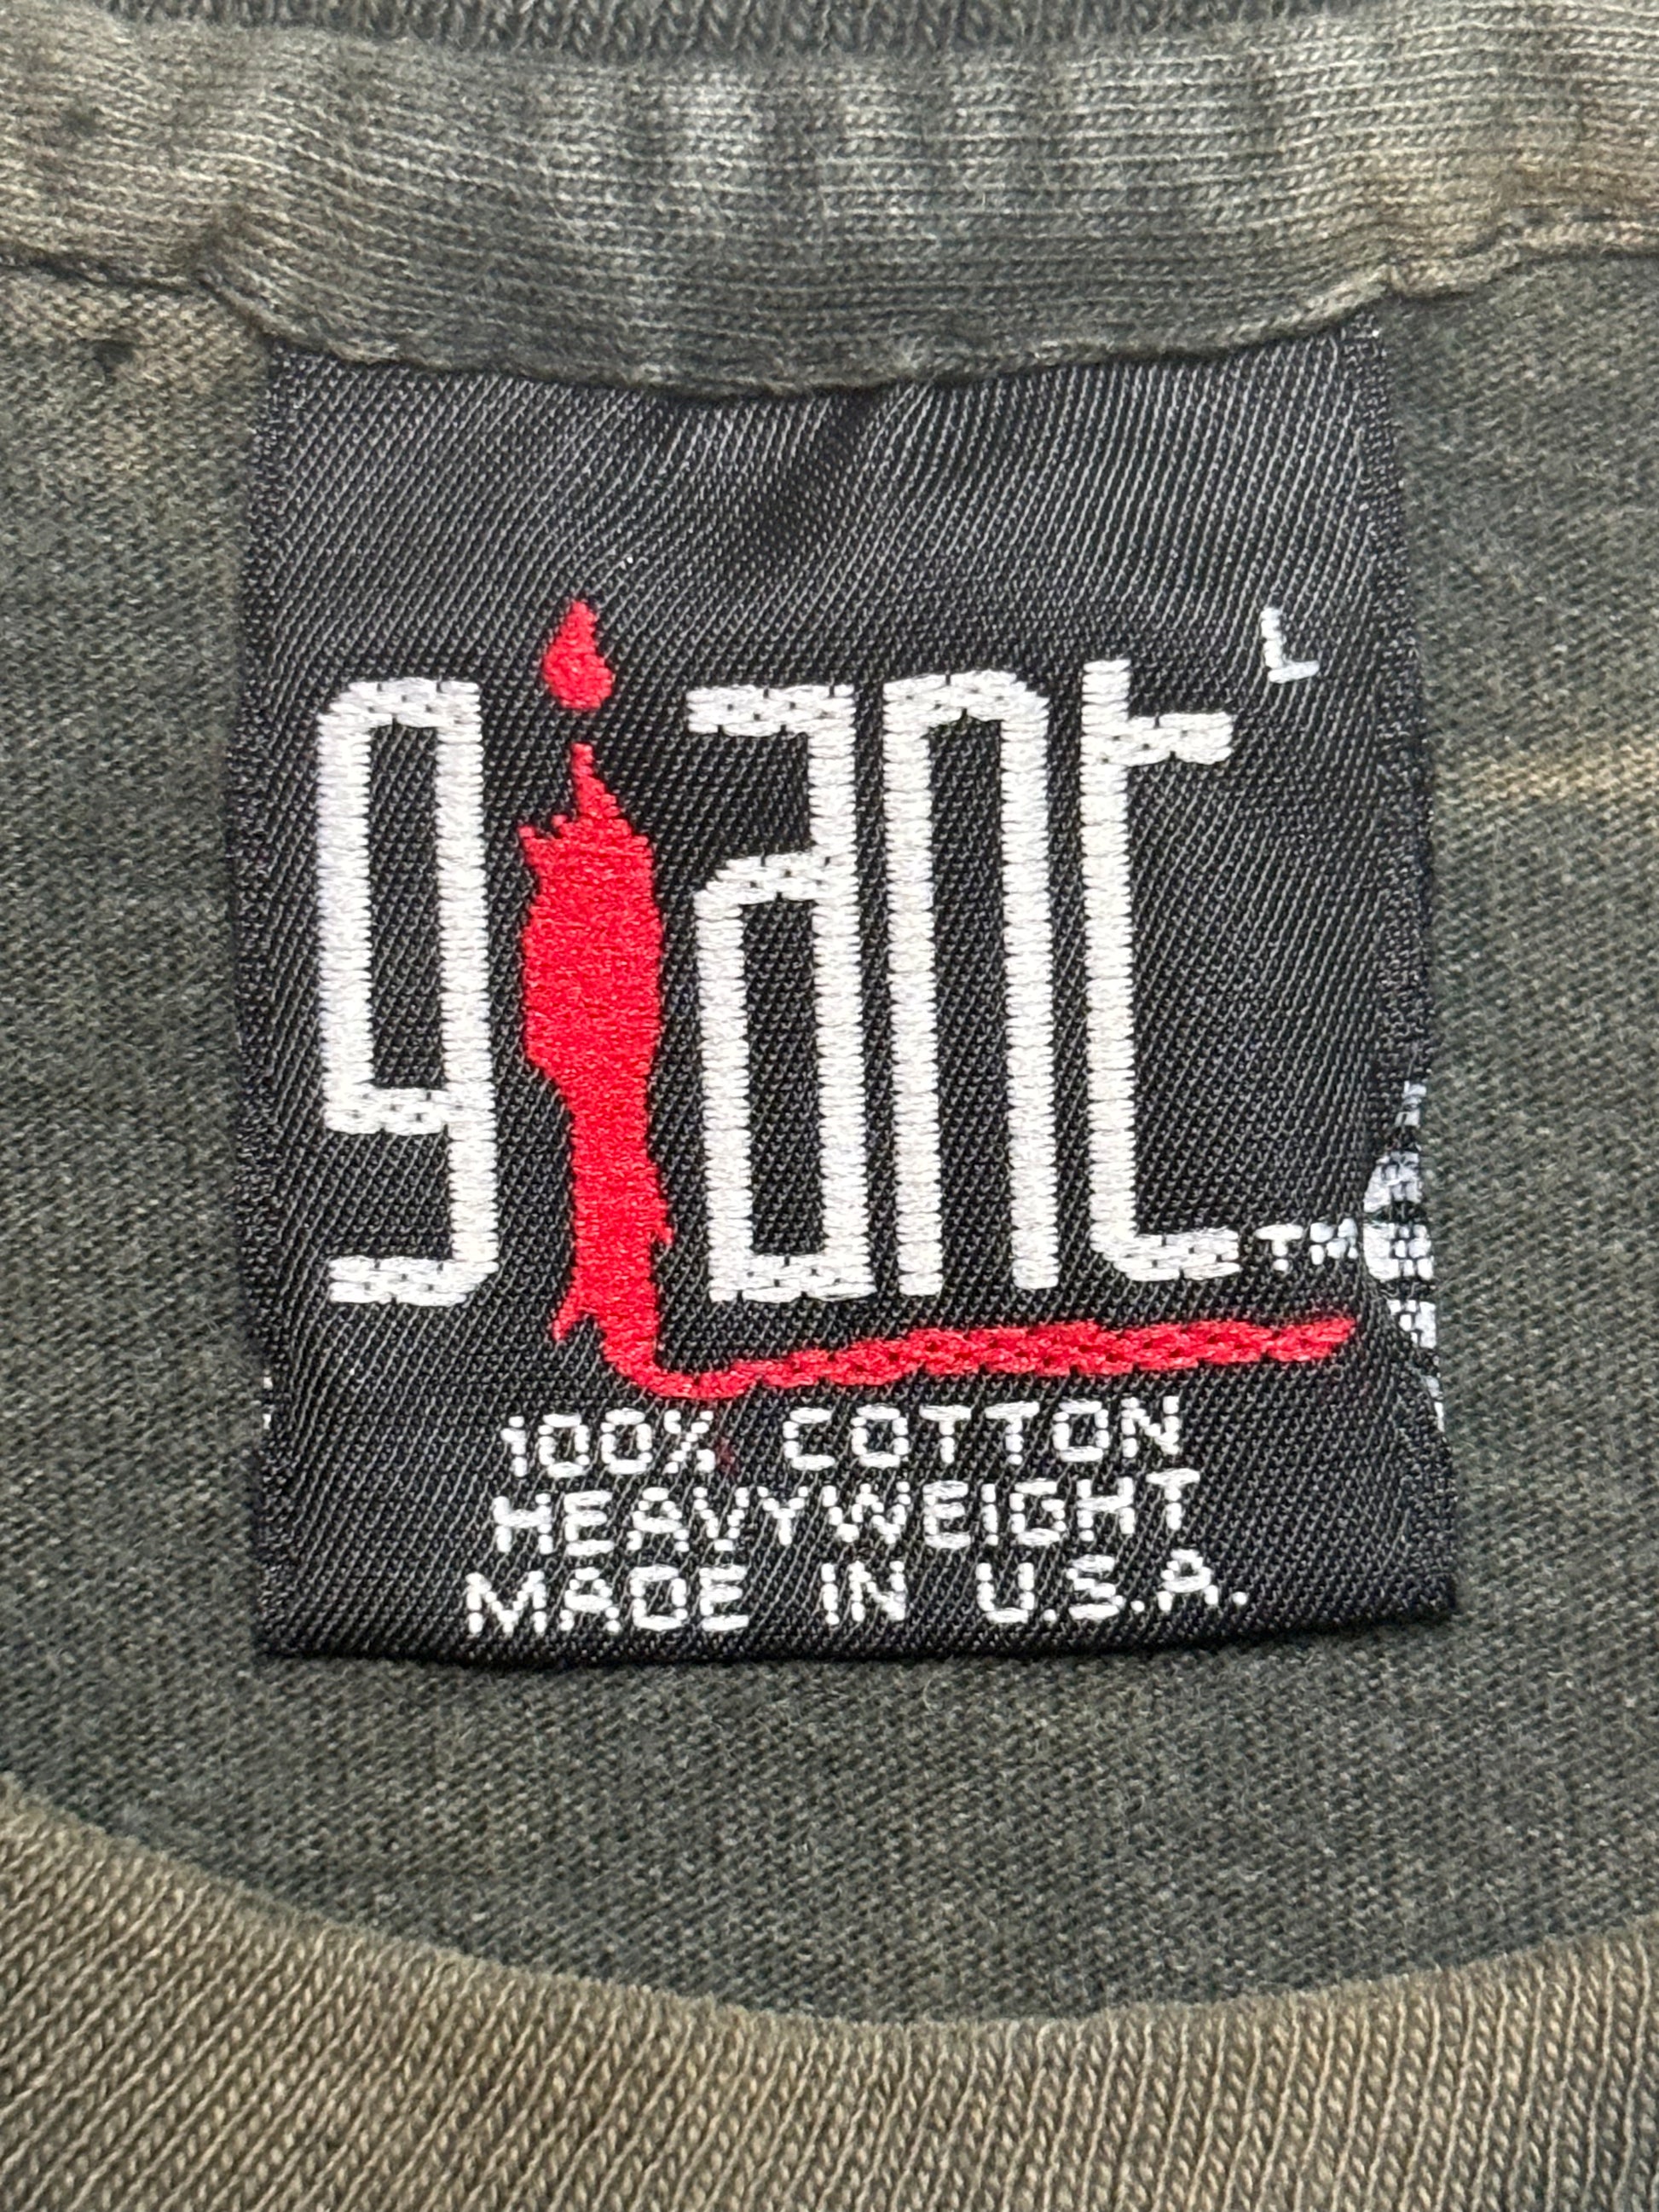 L
giant
TM
100% COTTON
HEAVYWEIGHT
MADE IN U.S.A.